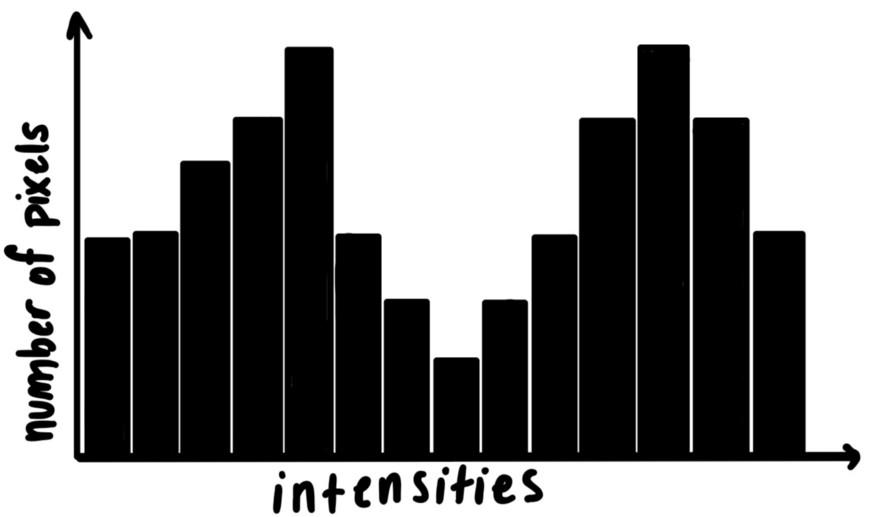 number of pixels
intensities